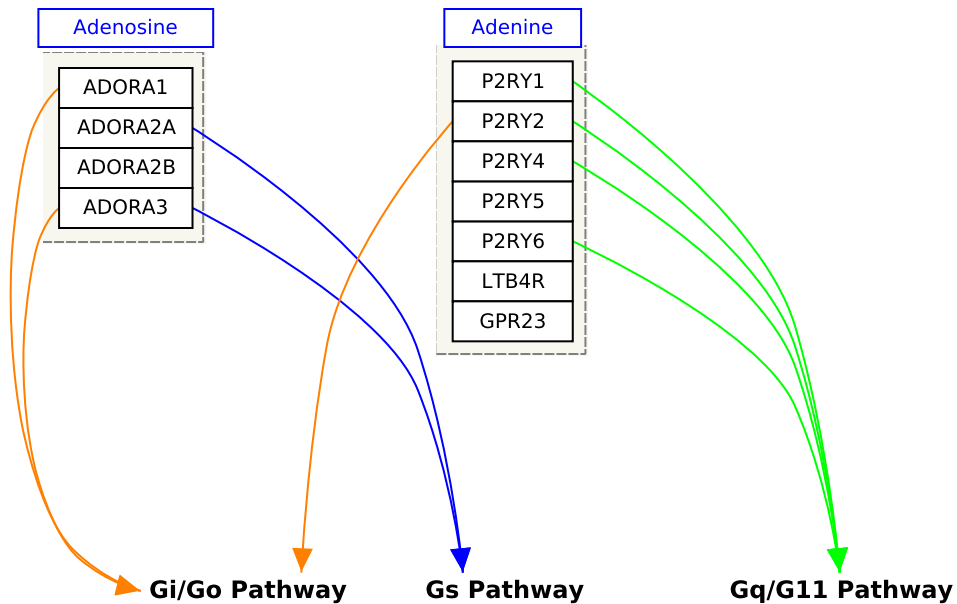 Adenosine
ADORA1
ADORA2A
ADORA2B
ADORA3
Adenine
P2RY1
P2RY2
P2RY4
P2RY5
P2RY6
LTB4R
GPR23
Gi/Go Pathway
Gs Pathway
Gq/G11 Pathway